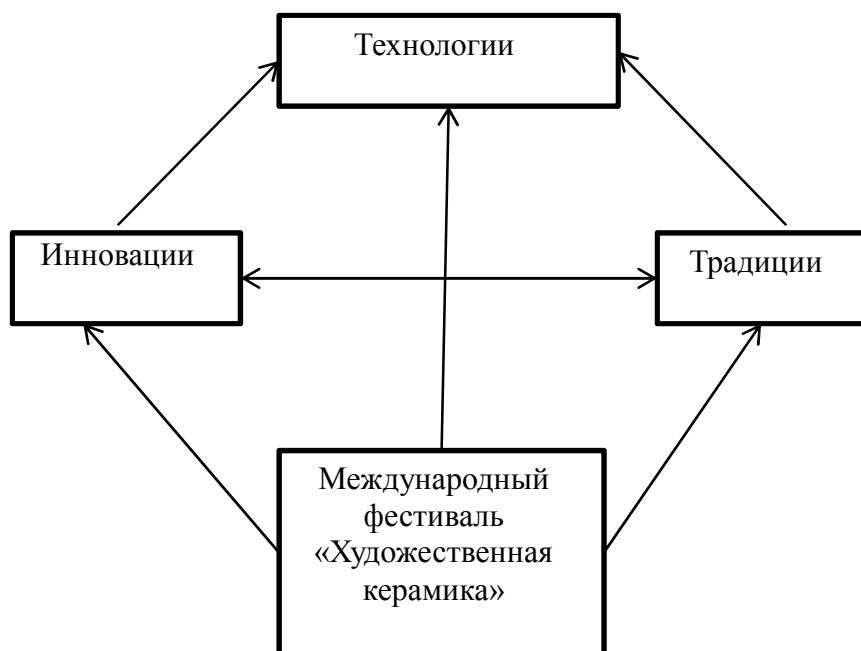 Технологии
Инновации
Традиции
Международный
фестиваль
«Художественная
керамика»